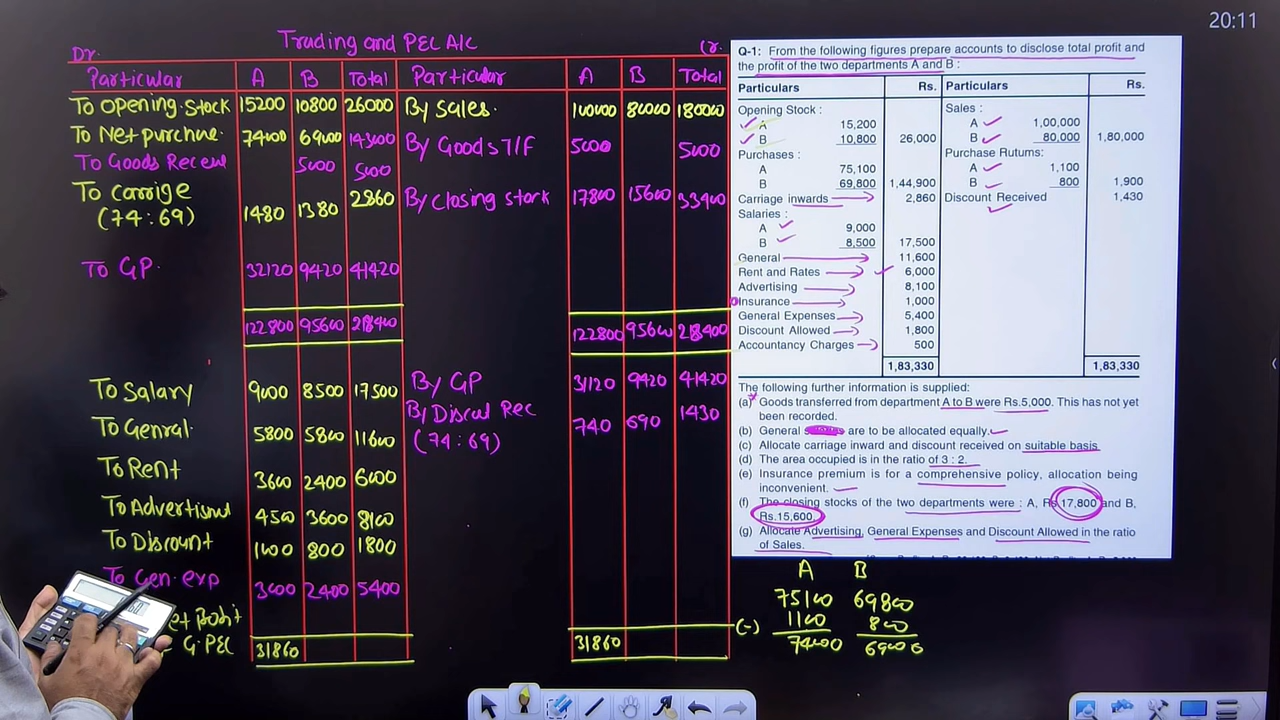 20:11
Trading and P&L A/c
Dr. Cr.
Particular A B Total Particular A B Total
To Opening Stock 15200 10800 26000 By Sales. 100000 80000 180000
To Net purchase 74000 69000 143000 By Goods T/F 5000 5000
To Goods Receve 5000 5000
To Carrige 1480 1380 2860 By Closing stock 17800 15600 33400
(74:69)
To GP. 32120 9420 41420
122800 95600 218400 122800 95600 218400
To Salary 9000 8500 17500 By GP 31120 9420 41420
To Genral 5800 5800 11600 By Discout Rec 740 690 1430
(74:69)
To Rent 3600 2400 6000
To Advertismet 4500 3600 8100
To Discount 1000 800 1800
To Gen. exp 3000 2400 5400
et Profit
G. P&L 31860 31860
Q-1: From the following figures prepare accounts to disclose total profit and
the profit of the two departments A and B :
Particulars Rs. Particulars Rs.
Opening Stock : Sales :
A 15,200 A 1,00,000
B 10,800 26,000 B 80,000 1,80,000
Purchases : Purchase Ruturns:
A 75,100 A 1,100
B 69,800 1,44,900 B 800 1,900
Carriage inwards 2,860 Discount Received 1,430
Salaries :
A 9,000
B 8,500 17,500
General 11,600
Rent and Rates 6,000
Advertising 8,100
Insurance 1,000
General Expenses 5,400
Discount Allowed 1,800
Accountancy Charges 500
1,83,330 1,83,330
The following further information is supplied:
(a) Goods transferred from department A to B were Rs.5,000. This has not yet
been recorded.
(b) General are to be allocated equally.
(c) Allocate carriage inward and discount received on suitable basis.
(d) The area occupied is in the ratio of 3 : 2.
(e) Insurance premium is for a comprehensive policy, allocation being
inconvenient.
(f) The closing stocks of the two departments were : A, Rs.17,800 and B,
Rs.15,600.
(g) Allocate Advertising, General Expenses and Discount Allowed in the ratio
of Sales.
A B
75100 69800
(-) 1100 800
74000 69000